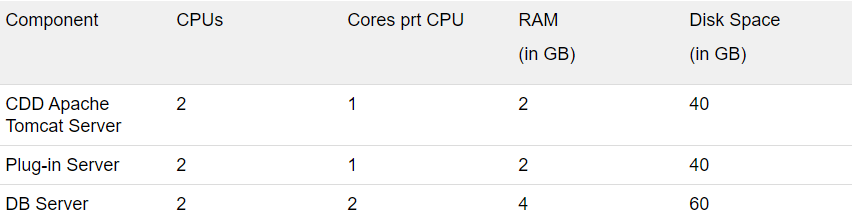 Component CPUs Cores prt CPU RAM Disk Space
(in GB) (in GB)
CDD Apache 2 1 2 40
Tomcat Server
Plug-in Server 2 1 2 40
DB Server 2 2 4 60